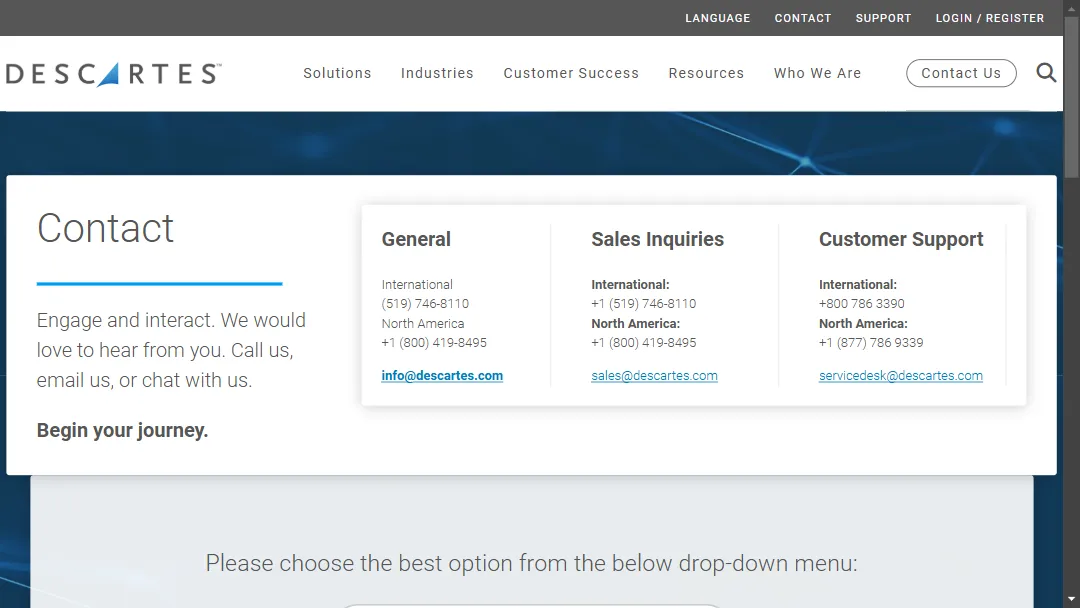 LANGUAGE CONTACT SUPPORT LOGIN / REGISTER
DESCARTES™ Solutions Industries Customer Success Resources Who We Are Contact Us
Contact
Engage and interact. We would
love to hear from you. Call us,
email us, or chat with us.
Begin your journey.
General
International
(519) 746-8110
North America
+1 (800) 419-8495
info@descartes.com
Sales Inquiries
International:
+1 (519) 746-8110
North America:
+1 (800) 419-8495
sales@descartes.com
Customer Support
International:
+800 786 3390
North America:
+1 (877) 786 9339
servicedesk@descartes.com
Please choose the best option from the below drop-down menu: